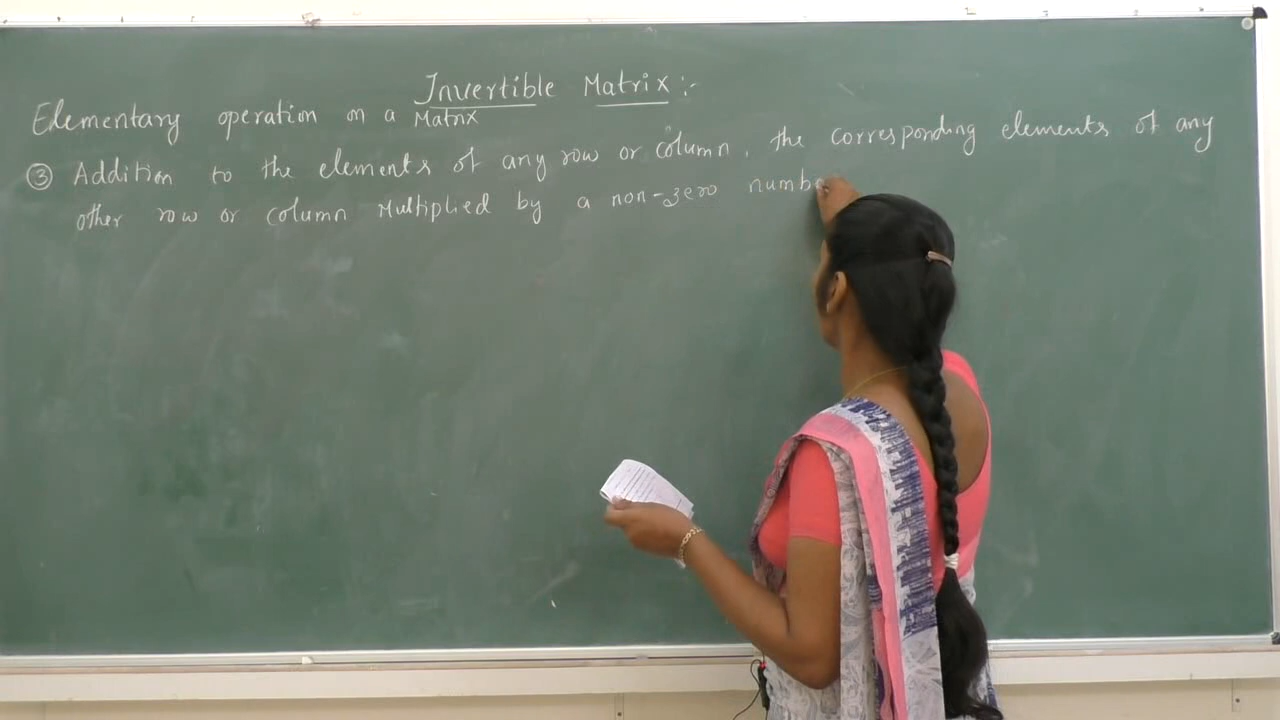 Invertible Matrix :-
Elementary operation on a Matrix
③ Addition to the elements of any row or column, the corresponding elements of any
other row or column Multiplied by a non-zero numbe